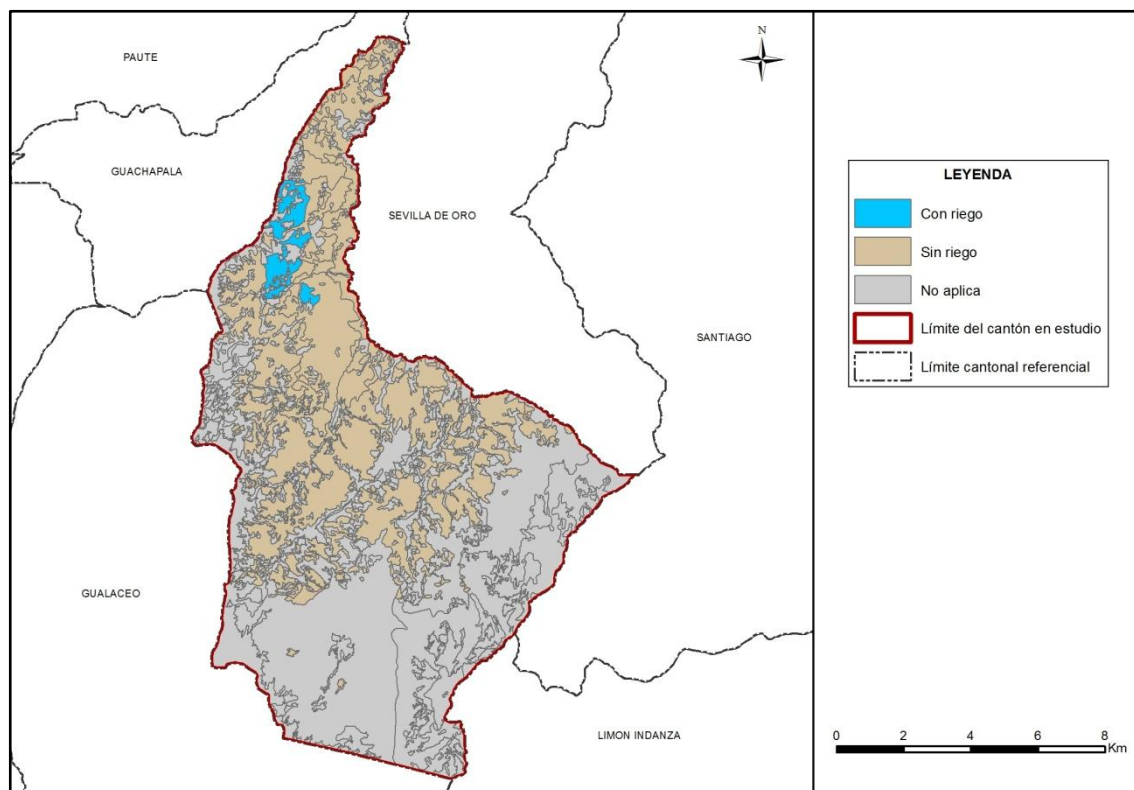 PAUTE
N
GUACHAPALA
SEVILLA DE ORO
SANTIAGO
GUALACEO
LIMON INDANZA
LEYENDA
Con riego
Sin riego
No aplica
Límite del cantón en estudio
Límite cantonal referencial
0 2 4 6 8
Km